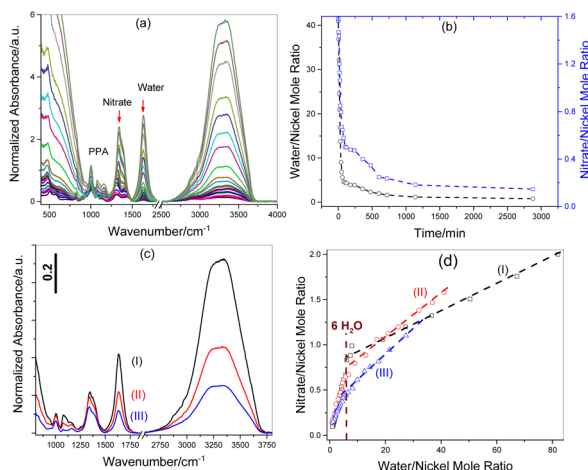 (a)
Normalized Absorbance/a.u.
6
4
2
0
Nitrate
Water
PPA
500 1000 1500 2500 3000 3500 4000
Wavenumber/cm-1
(b)
Water/Nickel Mole Ratio
40
30
20
10
0
0 500 1000 1500 2000 2500 3000
Time/min
1.6
1.2
0.8
0.4
0.0
Nitrate/Nickel Mole Ratio
(c)
Normalized Absorbance/a.u.
0.2
(I)
(II)
(III)
1000 1250 1500 1750 2750 3000 3250 3500 3750
Wavenumber/cm-1
(d)
Nitrate/Nickel Mole Ratio
2.0
1.5
1.0
0.5
0.0
6 H2O
(I)
(II)
(III)
0 20 40 60 80
Water/Nickel Mole Ratio